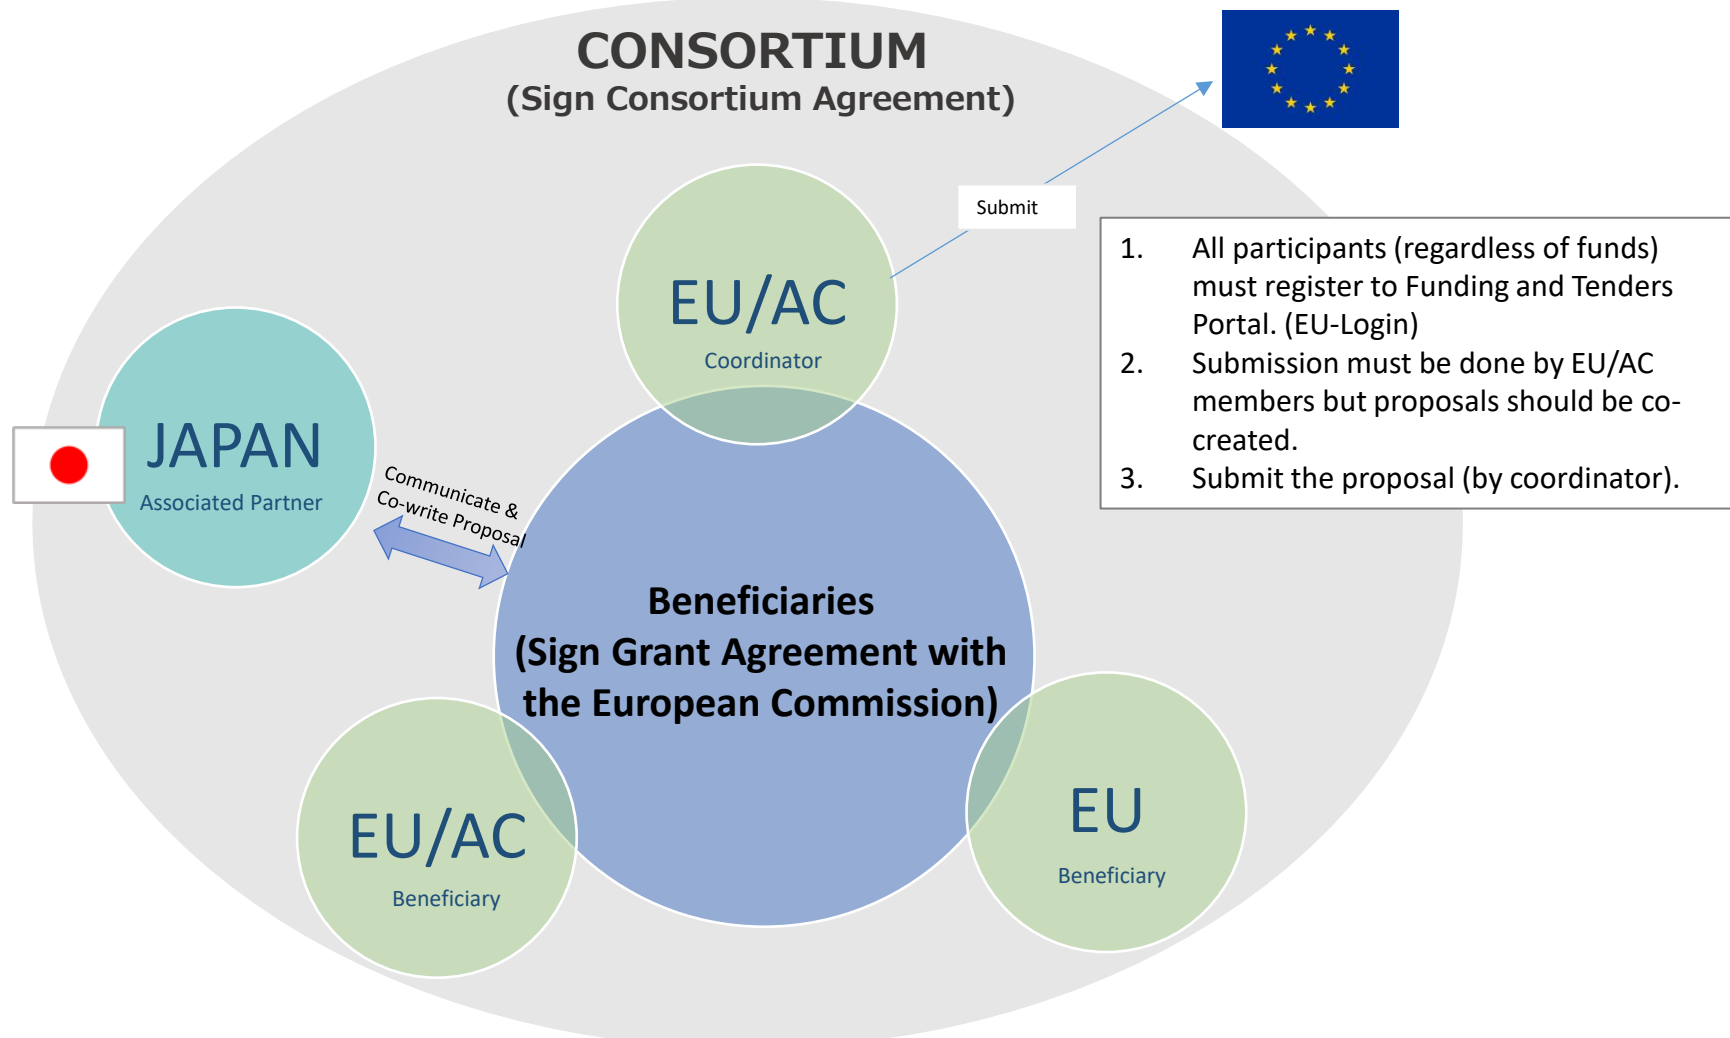 CONSORTIUM
(Sign Consortium Agreement)
Submit
EU/AC
Coordinator
1. All participants (regardless of funds)
must register to Funding and Tenders
Portal. (EU-Login)
2. Submission must be done by EU/AC
members but proposals should be co-
created.
3. Submit the proposal (by coordinator).
JAPAN
Associated Partner
Communicate &
Co-write Proposal
Beneficiaries
(Sign Grant Agreement with
the European Commission)
EU/AC
Beneficiary
EU
Beneficiary